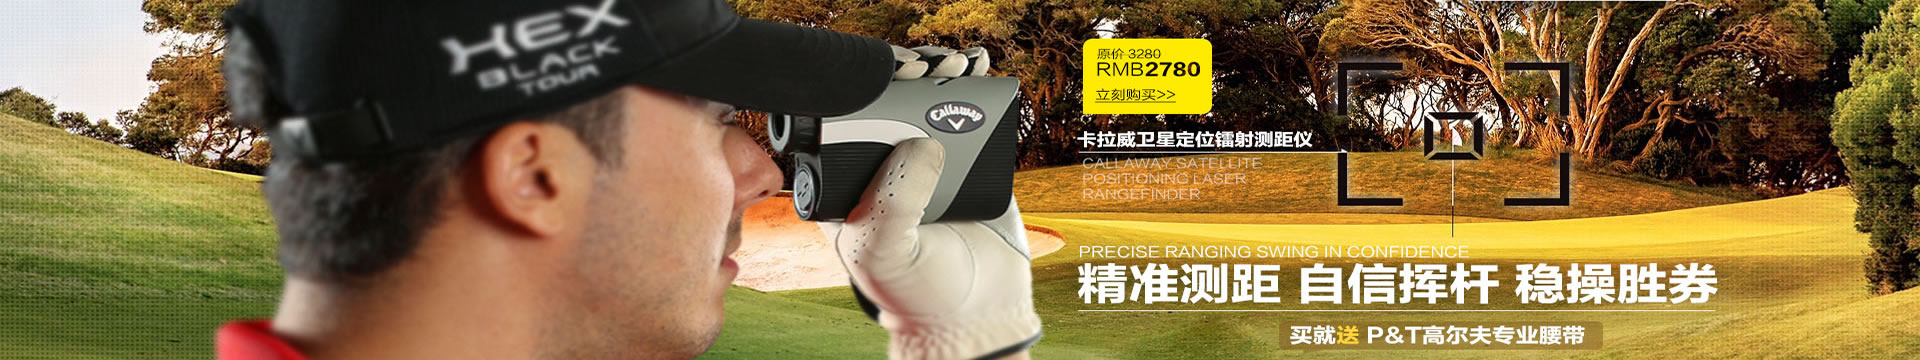 HEX
BLACK
TOUR
Callaway
原价 3280
RMB2780
立刻购买>>
卡拉威卫星定位镭射测距仪
CALLAWAY SATELLITE
POSITIONING LASER
RANGEFINDER
PRECISE RANGING SWING IN CONFIDENCE
精准测距 自信挥杆 稳操胜券
买就送 P&T高尔夫专业腰带